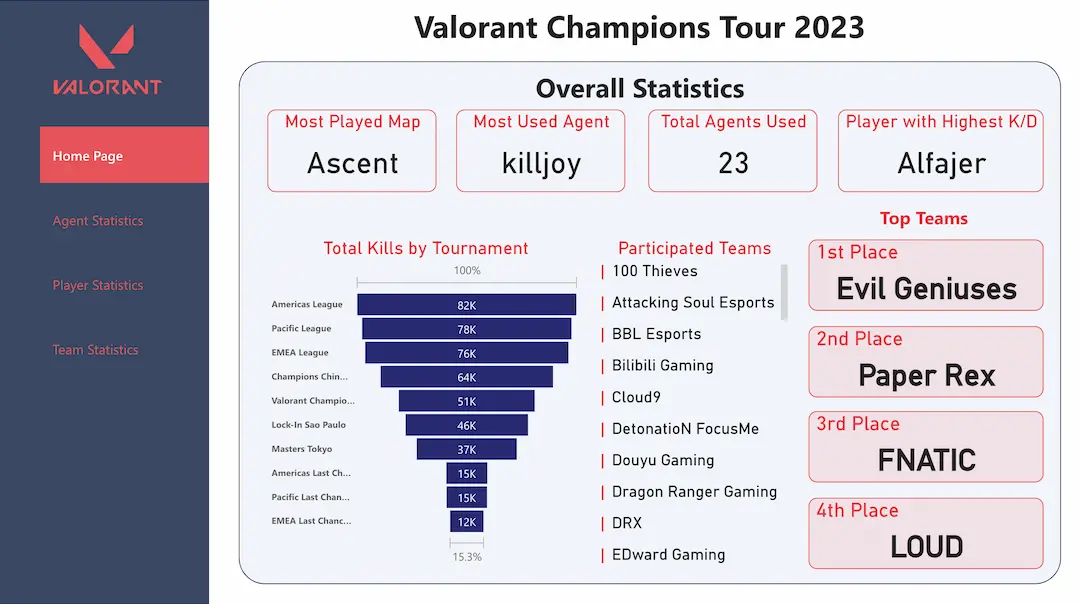 VALORANT
Home Page
Agent Statistics
Player Statistics
Team Statistics
Valorant Champions Tour 2023
Overall Statistics
Most Played Map
Ascent
Most Used Agent
killjoy
Total Agents Used
23
Player with Highest K/D
Alfajer
Total Kills by Tournament
100%
Americas League 82K
Pacific League 78K
EMEA League 76K
Champions Chin... 64K
Valorant Champio... 51K
Lock-In Sao Paulo 46K
Masters Tokyo 37K
Americas Last Ch... 15K
Pacific Last Chan... 15K
EMEA Last Chanc... 12K
15.3%
Participated Teams
100 Thieves
Attacking Soul Esports
BBL Esports
Bilibili Gaming
Cloud9
DetonatioN FocusMe
Douyu Gaming
Dragon Ranger Gaming
DRX
EDward Gaming
Top Teams
1st Place
Evil Geniuses
2nd Place
Paper Rex
3rd Place
FNATIC
4th Place
LOUD